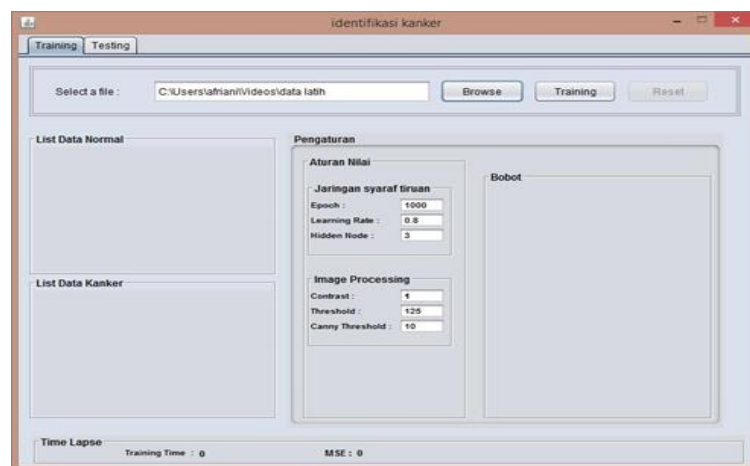 identifikasi kanker
Training Testing
Select a file : C:\Users\afriani\Videos\data latih Browse Training Reset
List Data Normal
List Data Kanker
Pengaturan
Aturan Nilai
Jaringan syaraf tiruan
Epoch : 1000
Learning Rate : 0.8
Hidden Node : 3
Image Processing
Contrast : 1
Threshold : 125
Canny Threshold : 10
Bobot
Time Lapse
Training Time : 0 MSE : 0